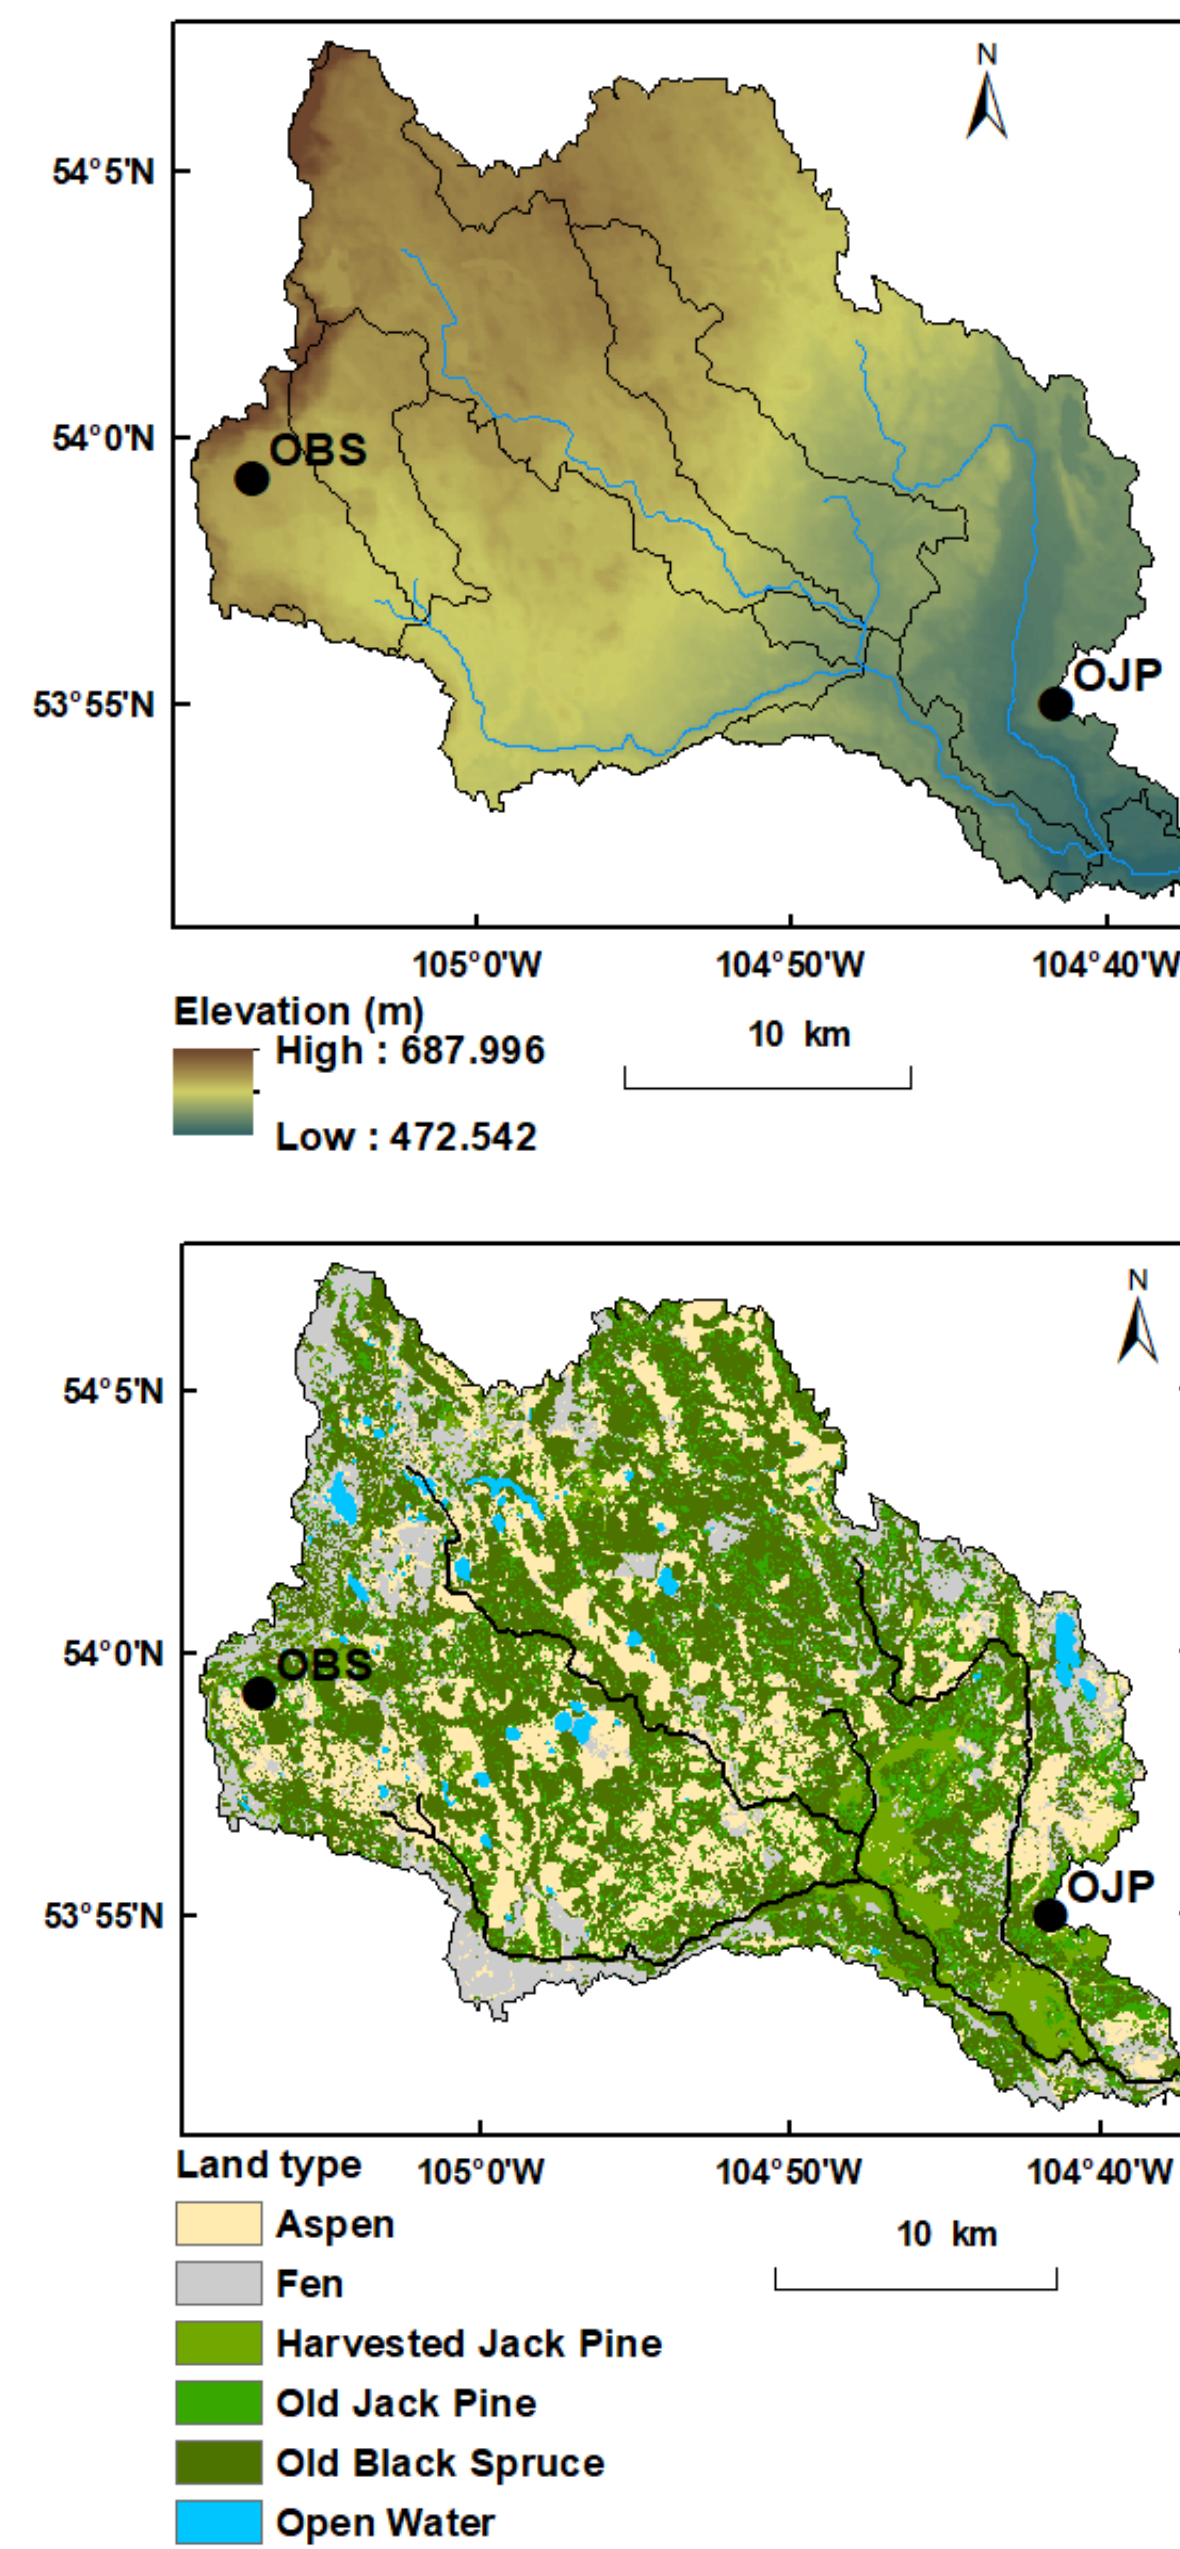 N
54°5'N
54°0'N
OBS
53°55'N
OJP
105°0'W
104°50'W
104°40'W
Elevation (m)
High : 687.996
Low : 472.542
10 km
N
54°5'N
54°0'N
OBS
53°55'N
OJP
Land type
105°0'W
104°50'W
104°40'W
Aspen
Fen
Harvested Jack Pine
Old Jack Pine
Old Black Spruce
Open Water
10 km